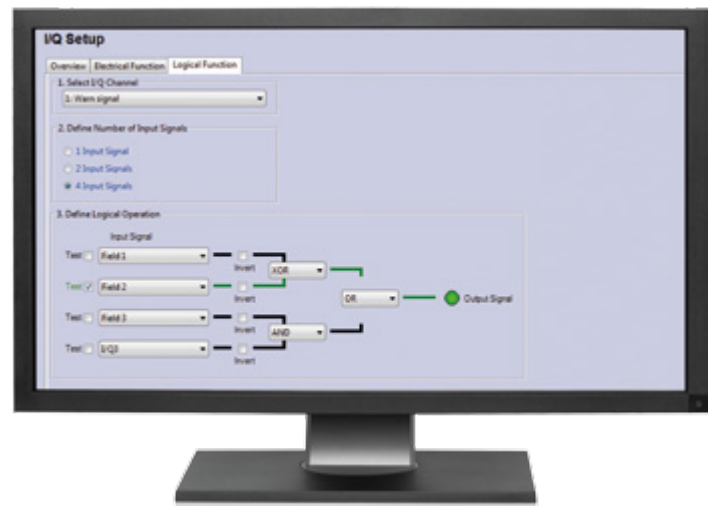 I/Q Setup
Overview Electrical Function Logical Function
1. Select I/Q Channel
3. Warn signal
2. Define Number of Input Signals
1 Input Signal
2 Input Signals
4 Input Signals
3. Define Logical Operation
Input Signal
Test Field 1
Invert
XOR
Test Field 2
Invert
OR
Output Signal
Test Field 3
Invert
AND
Test I/Q3
Invert